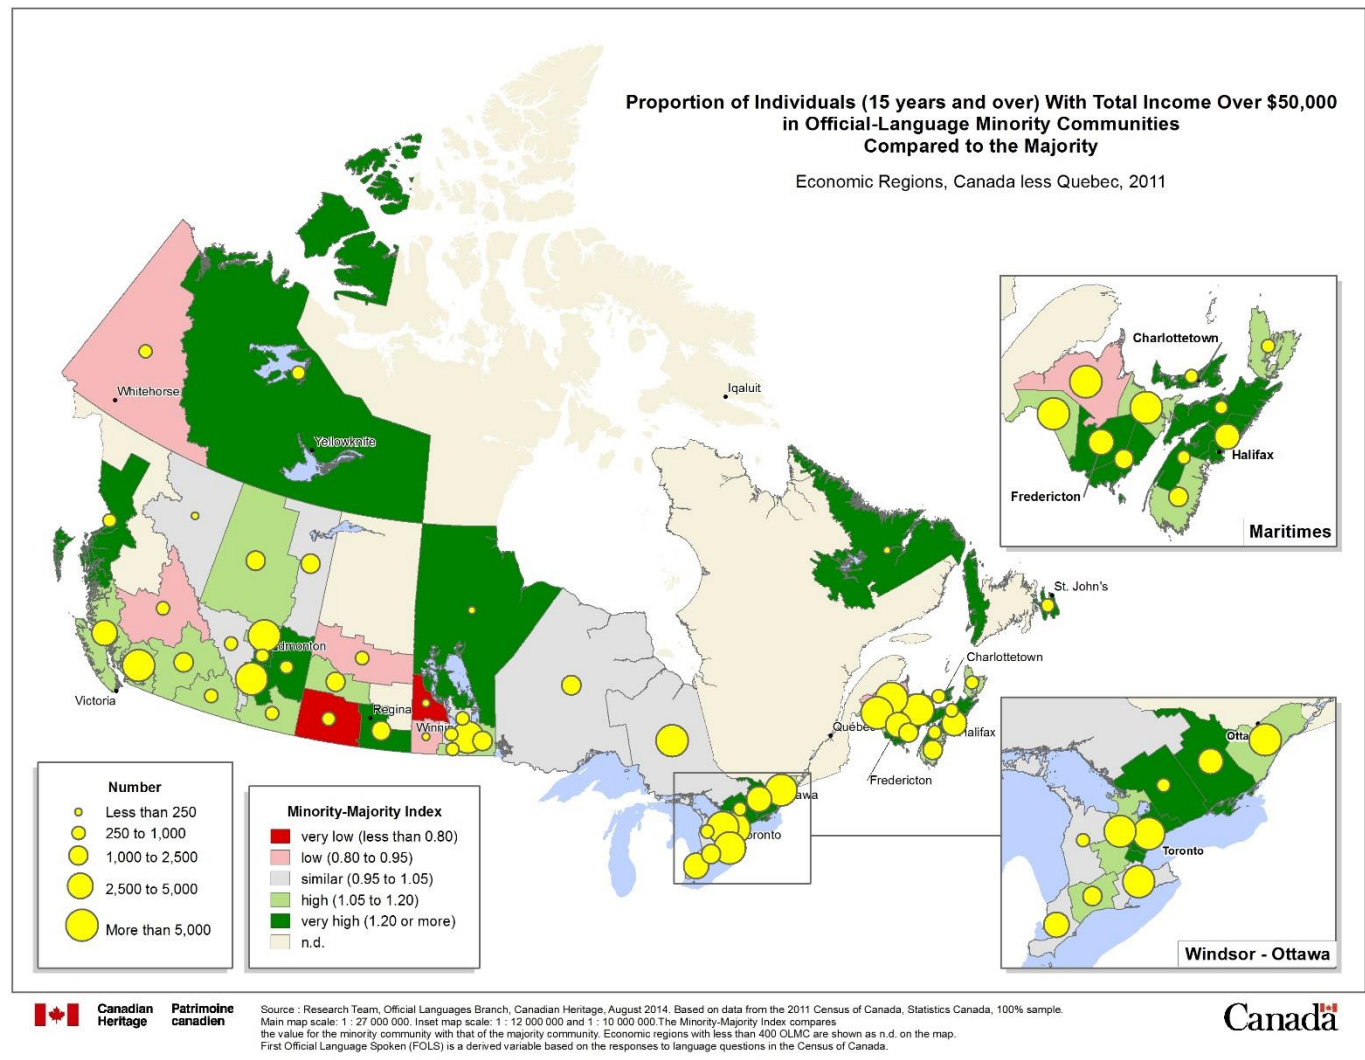 Proportion of Individuals (15 years and over) With Total Income Over $50,000
in Official-Language Minority Communities
Compared to the Majority
Economic Regions, Canada less Quebec, 2011
Whitehorse
Yellowknife
Iqaluit
Charlottetown
Halifax
Fredericton
Maritimes
St. John's
Charlottetown
dmonton
Victoria
Regina
Winni
Québec
alifax
Fredericton
awa
oronto
Otta
Toronto
Windsor - Ottawa
Number
Less than 250
250 to 1,000
1,000 to 2,500
2,500 to 5,000
More than 5,000
Minority-Majority Index
very low (less than 0.80)
low (0.80 to 0.95)
similar (0.95 to 1.05)
high (1.05 to 1.20)
very high (1.20 or more)
n.d.
Canadian Heritage
Patrimoine canadien
Source : Research Team, Official Languages Branch, Canadian Heritage, August 2014. Based on data from the 2011 Census of Canada, Statistics Canada, 100% sample.
Main map scale: 1 : 27 000 000. Inset map scale: 1 : 12 000 000 and 1 : 10 000 000.The Minority-Majority Index compares
the value for the minority community with that of the majority community. Economic regions with less than 400 OLMC are shown as n.d. on the map.
First Official Language Spoken (FOLS) is a derived variable based on the responses to language questions in the Census of Canada.
Canada